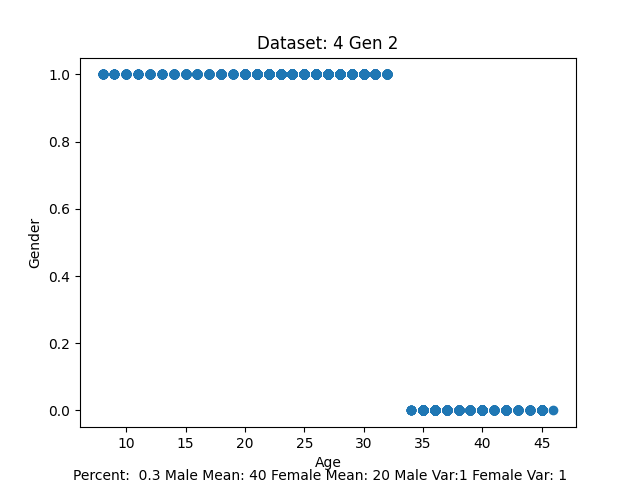 Dataset: 4 Gen 2
1.0
0.8
0.6
0.4
0.2
0.0
Gender
10 15 20 25 30 35 40 45
Age
Percent:  0.3 Male Mean: 40 Female Mean: 20 Male Var:1 Female Var: 1